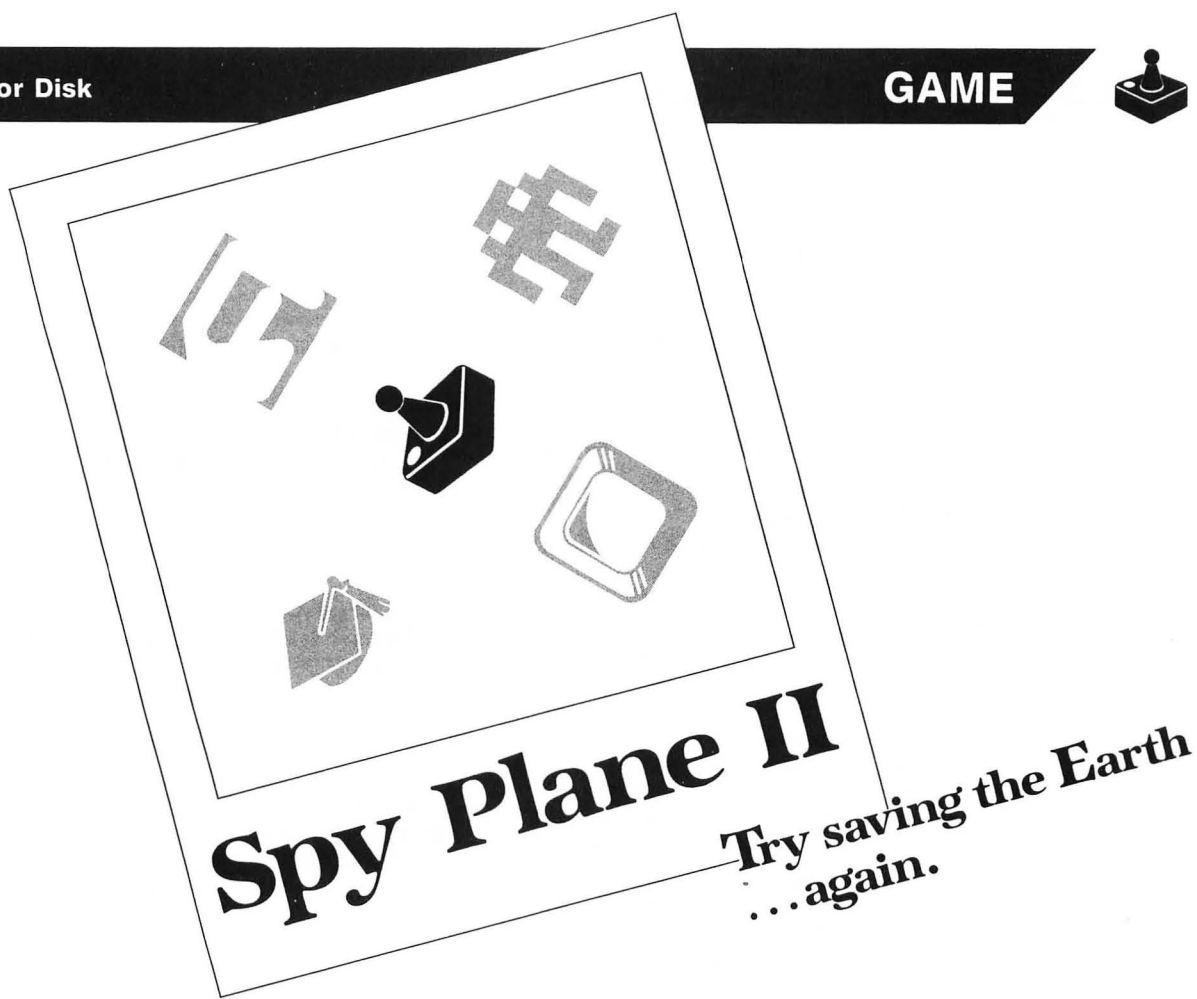 or Disk
GAME
Spy Plane II
Try saving the Earth
...again.